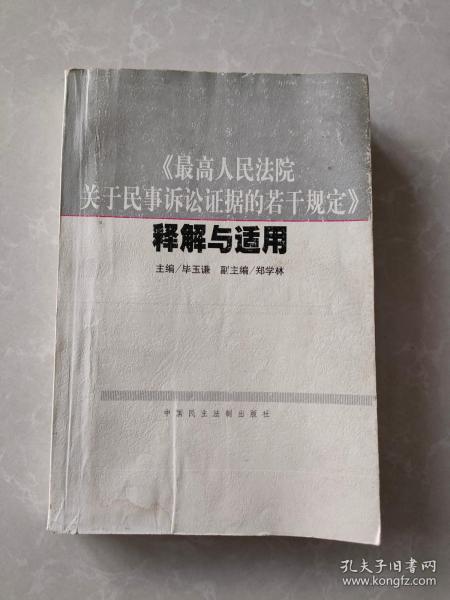 《最高人民法院
关于民事诉讼证据的若干规定》
释解与适用
主编/毕玉谦 副主编/郑学林
中国民主法制出版社
孔夫子旧书网
www.kongfz.com